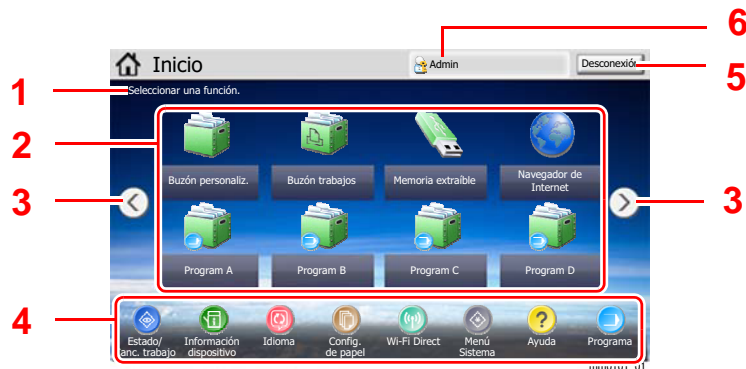 6
Inicio
Admin
Desconexión
5
1
Seleccionar una función.
2
Buzón personaliz.
Buzón trabajos
Memoria extraíble
Navegador de
Internet
3
3
Program A
Program B
Program C
Program D
4
Estado/
anc. trabajo
Información
dispositivo
Idioma
Config.
de papel
Wi-Fi Direct
Menú
Sistema
Ayuda
Programa